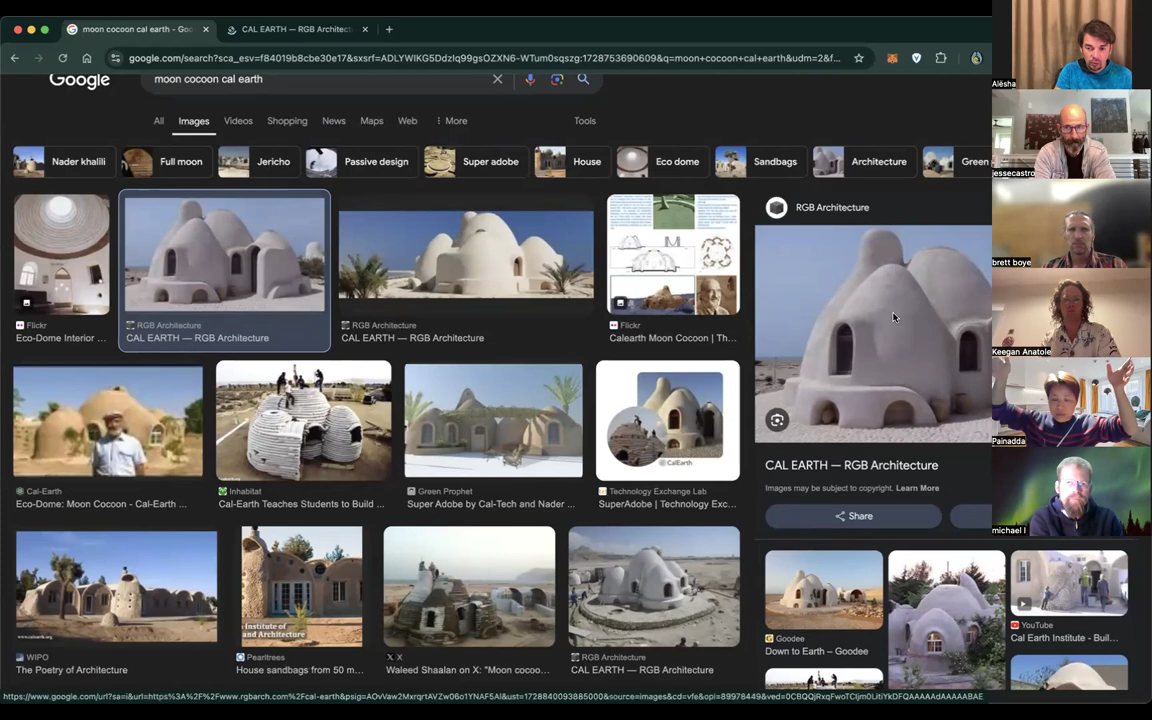 moon cocoon cal earth - Goo
CAL EARTH — RGB Architect
google.com/search?sca_esv=f84019b8cbe30e17&sxsrf=ADLYWIKG5DdzIq99gsOZXN6-WTum0sqszg:1728753690609&q=moon+cocoon+cal+earth&udm=2&f...
Google
moon cocoon cal earth
All
Images
Videos
Shopping
News
Maps
Web
More
Tools
Nader khalili
Full moon
Jericho
Passive design
Super adobe
House
Eco dome
Sandbags
Architecture
Green
Flickr
Eco-Dome Interior ...
RGB Architecture
CAL EARTH — RGB Architecture
RGB Architecture
CAL EARTH — RGB Architecture
Flickr
Calearth Moon Cocoon | Th...
Cal-Earth
Eco-Dome: Moon Cocoon - Cal-Earth ...
Inhabitat
Cal-Earth Teaches Students to Build ...
Green Prophet
Super Adobe by Cal-Tech and Nader ...
CalEarth
Technology Exchange Lab
SuperAdobe | Technology Exc...
www.calearth.org
WIPO
The Poetry of Architecture
Institute of
and Architecture)
Pearltrees
House sandbags from 50 m...
X
Waleed Shaalan on X: "Moon cocoo...
RGB Architecture
CAL EARTH — RGB Architecture
RGB Architecture
CAL EARTH — RGB Architecture
Images may be subject to copyright. Learn More
Share
Goodee
Down to Earth – Goodee
YouTube
Cal Earth Institute - Buil...
Alësha
jessecastro
brett boye
Keegan Anatole
Painadda
michael l